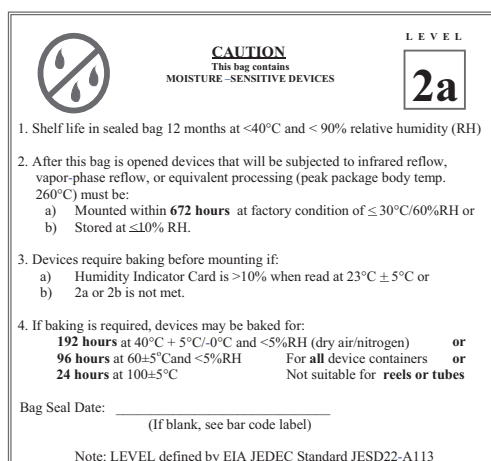 L E V E L
CAUTION
This bag contains
MOISTURE –SENSITIVE DEVICES
2a
1. Shelf life in sealed bag 12 months at <40°C and < 90% relative humidity (RH)
2. After this bag is opened devices that will be subjected to infrared reflow,
vapor-phase reflow, or equivalent processing (peak package body temp.
260°C) must be:
a) Mounted within 672 hours at factory condition of ≤ 30°C/60%RH or
b) Stored at ≤10% RH.
3. Devices require baking before mounting if:
a) Humidity Indicator Card is >10% when read at 23°C ± 5°C or
b) 2a or 2b is not met.
4. If baking is required, devices may be baked for:
192 hours at 40°C + 5°C/-0°C and <5%RH (dry air/nitrogen) or
96 hours at 60±5°Cand <5%RH For all device containers or
24 hours at 100±5°C Not suitable for reels or tubes
Bag Seal Date: ________________________________
(If blank, see bar code label)
Note: LEVEL defined by EIA JEDEC Standard JESD22-A113